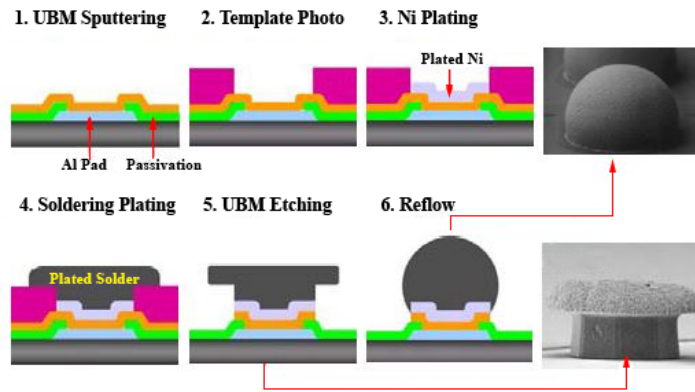 1. UBM Sputtering
2. Template Photo
3. Ni Plating
Plated Ni
Al Pad
Passivation
4. Soldering Plating
5. UBM Etching
6. Reflow
Plated Solder